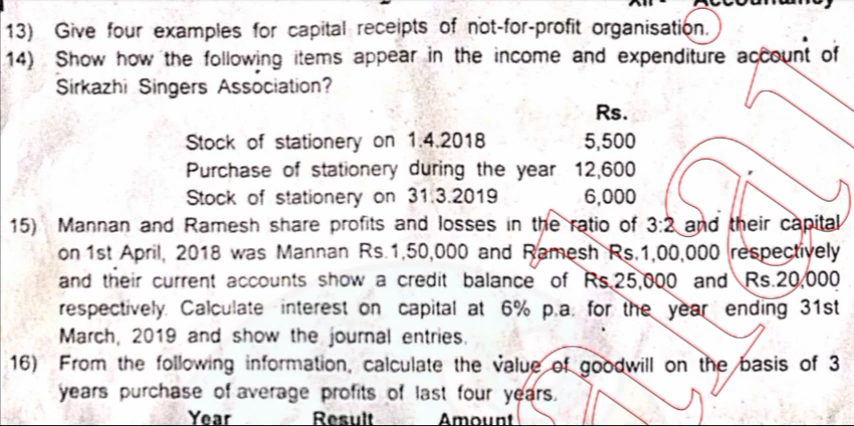 XII - Accountancy
13) Give four examples for capital receipts of not-for-profit organisation.
14) Show how the following items appear in the income and expenditure account of
Sirkazhi Singers Association?
Rs.
Stock of stationery on 1.4.2018 5,500
Purchase of stationery during the year 12,600
Stock of stationery on 31.3.2019 6,000
15) Mannan and Ramesh share profits and losses in the ratio of 3:2 and their capital
on 1st April, 2018 was Mannan Rs.1,50,000 and Ramesh Rs.1,00,000 respectively
and their current accounts show a credit balance of Rs.25,000 and Rs.20,000
respectively. Calculate interest on capital at 6% p.a. for the year ending 31st
March, 2019 and show the journal entries.
16) From the following information, calculate the value of goodwill on the basis of 3
years purchase of average profits of last four years.
Year Result Amount